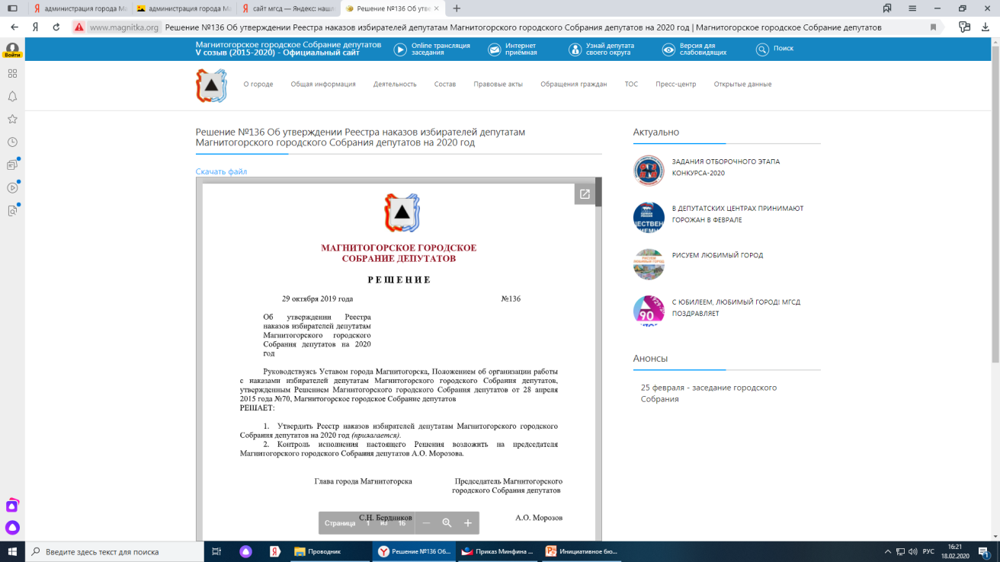 администрация города Ма
администрация города Ма
сайт мгсд — Яндекс: нашл
Решение №136 Об утве
www.magnitka.org
Решение №136 Об утверждении Реестра наказов избирателей депутатам Магнитогорского городского Собрания депутатов на 2020 год | Магнитогорское городское Собрание депутатов
Войти
Магнитогорское городское Собрание депутатов
V созыв (2015-2020) - Официальный сайт
Online трансляция
заседания
Интернет
приёмная
Узнай депутата
своего округа
Версия для
слабовидящих
Поиск
О городе
Общая информация
Деятельность
Состав
Правовые акты
Обращения граждан
ТОС
Пресс-центр
Открытые данные
Решение №136 Об утверждении Реестра наказов избирателей депутатам
Магнитогорского городского Собрания депутатов на 2020 год
Скачать файл
МАГНИТОГОРСКОЕ ГОРОДСКОЕ
СОБРАНИЕ ДЕПУТАТОВ
Р Е Ш Е Н И Е
29 октября 2019 года
№136
Об утверждении Реестра
наказов избирателей депутатам
Магнитогорского городского
Собрания депутатов на 2020
год
Руководствуясь Уставом города Магнитогорска, Положением об организации работы
с наказами избирателей депутатам Магнитогорского городского Собрания депутатов,
утвержденным Решением Магнитогорского городского Собрания депутатов от 28 апреля
2015 года №70, Магнитогорское городское Собрание депутатов
РЕШАЕТ:
1. Утвердить Реестр наказов избирателей депутатам Магнитогорского городского
Собрания депутатов на 2020 год (прилагается).
2. Контроль исполнения настоящего Решения возложить на председателя
Магнитогорского городского Собрания депутатов А.О. Морозова.
Глава города Магнитогорска
Председатель Магнитогорского
городского Собрания депутатов
С.Н. Бердников
А.О. Морозов
Страница 1 из 16
Актуально
ЗАДАНИЯ ОТБОРОЧНОГО ЭТАПА
КОНКУРСА-2020
В ДЕПУТАТСКИХ ЦЕНТРАХ ПРИНИМАЮТ
ГОРОЖАН В ФЕВРАЛЕ
РИСУЕМ ЛЮБИМЫЙ ГОРОД
С ЮБИЛЕЕМ, ЛЮБИМЫЙ ГОРОД! МГСД
ПОЗДРАВЛЯЕТ
90
Анонсы
25 февраля - заседание городского
Собрания
Введите здесь текст для поиска
Проводник
Решение №136 Об...
Приказ Минфина ...
Инициативное бю...
РУС
16:21
18.02.2020